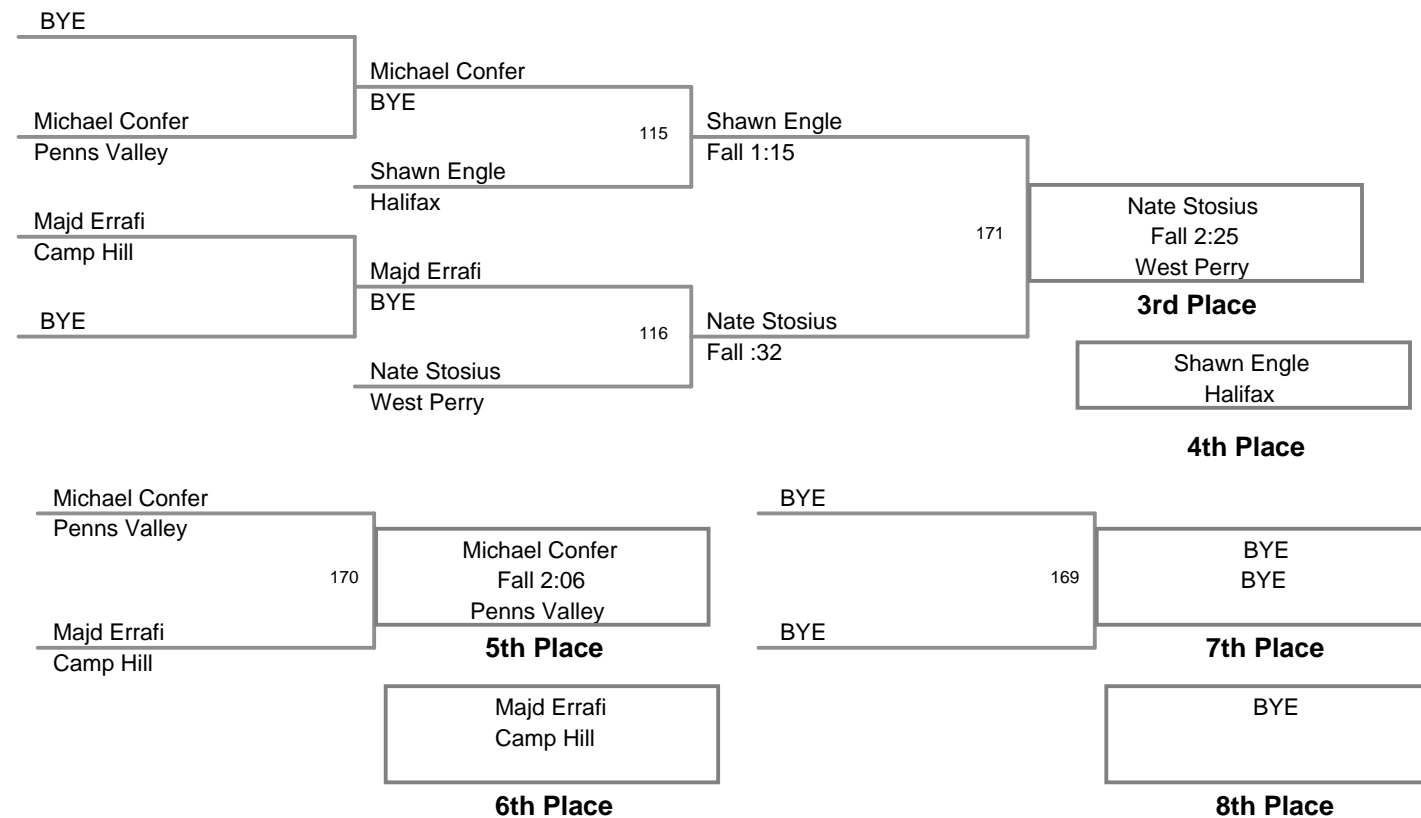 BYE
Michael Confer
BYE
Michael Confer
Penns Valley
115
Shawn Engle
Fall 1:15
Shawn Engle
Halifax
Majd Errafi
Camp Hill
171
Nate Stosius
Fall 2:25
West Perry
3rd Place
Majd Errafi
BYE
BYE
116
Nate Stosius
Fall :32
Nate Stosius
West Perry
Shawn Engle
Halifax
4th Place
Michael Confer
Penns Valley
170
Michael Confer
Fall 2:06
Penns Valley
5th Place
Majd Errafi
Camp Hill
Majd Errafi
Camp Hill
6th Place
BYE
169
BYE
BYE
7th Place
BYE
BYE
8th Place